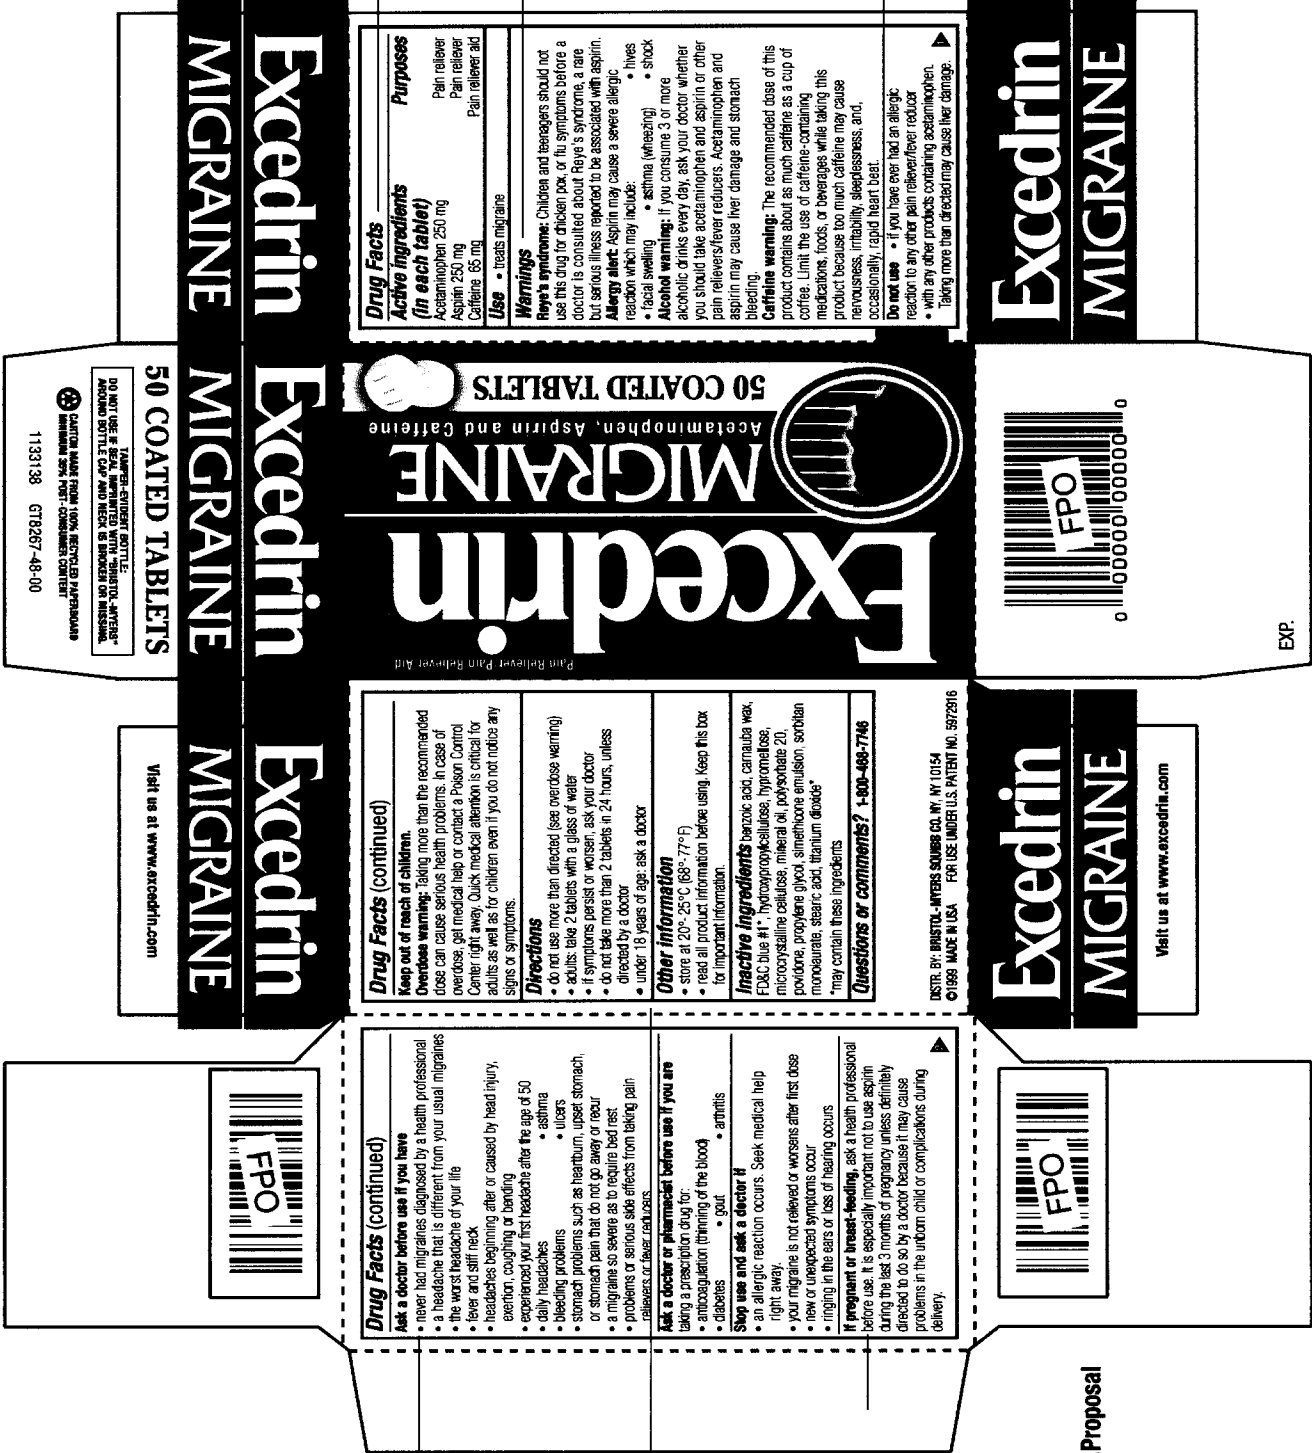 Excedrin
MIGRAINE
Excedrin
MIGRAINE
Excedrin
MIGRAINE
Drug Facts
Active ingredients Purposes
(in each tablet)
Acetaminophen 250 mg Pain reliever
Aspirin 250 mg Pain reliever
Caffeine 65 mg Pain reliever aid
Use • treats migraine
Warnings
Reye's syndrome: Children and teenagers should not
use this drug for chicken pox, or flu symptoms before a
doctor is consulted about Reye's syndrome, a rare
but serious illness reported to be associated with aspirin.
Allergy alert: Aspirin may cause a severe allergic
reaction which may include: • hives
• facial swelling • asthma (wheezing) • shock
Alcohol warning: If you consume 3 or more
alcoholic drinks every day, ask your doctor whether
you should take acetaminophen and aspirin or other
pain relievers/fever reducers. Acetaminophen and
aspirin may cause liver damage and stomach
bleeding.
Caffeine warning: The recommended dose of this
product contains about as much caffeine as a cup of
coffee. Limit the use of caffeine-containing
medications, foods, or beverages while taking this
product because too much caffeine may cause
nervousness, irritability, sleeplessness, and,
occasionally, rapid heart beat.
Do not use • if you have ever had an allergic
reaction to any other pain reliever/fever reducer
• with any other products containing acetaminophen.
Taking more than directed may cause liver damage.
Excedrin
MIGRAINE
50 COATED TABLETS
TAMPER-EVIDENT BOTTLE:
DO NOT USE IF SEAL IMPRINTED WITH "BRISTOL-MYERS"
AROUND BOTTLE CAP AND NECK IS BROKEN OR MISSING.
CARTON MADE FROM 100% RECYCLED PAPERBOARD
MINIMUM 35% POST-CONSUMER CONTENT
1133138 GT8267-48-00
Pain Reliever-Pain Reliever Aid
Excedrin
MIGRAINE
Acetaminophen, Aspirin and Caffeine
50 COATED TABLETS
FPO
0 00000 00000 0
EXP.
Visit us at www.excedrin.com
Drug Facts (continued)
Keep out of reach of children.
Overdose warning: Taking more than the recommended
dose can cause serious health problems. In case of
overdose, get medical help or contact a Poison Control
Center right away. Quick medical attention is critical for
adults as well as for children even if you do not notice any
signs or symptoms.
Directions
• do not use more than directed (see overdose warning)
• adults: take 2 tablets with a glass of water
• if symptoms persist or worsen, ask your doctor
• do not take more than 2 tablets in 24 hours, unless
directed by a doctor
• under 18 years of age: ask a doctor
Other information
• store at 20°-25°C (68°-77°F)
• read all product information before using. Keep this box
for important information.
Inactive ingredients benzoic acid, carnauba wax,
FD&C blue #1*, hydroxypropylcellulose, hypromellose,
microcrystalline cellulose, mineral oil, polysorbate 20,
povidone, propylene glycol, simethicone emulsion, sorbitan
monolaurate, stearic acid, titanium dioxide*
*may contain these ingredients
Questions or comments? 1-800-468-7746
DISTR. BY: BRISTOL-MYERS SQUIBB CO. NY, NY 10154
©1999 MADE IN USA FOR USE UNDER U.S. PATENT NO. 5972916
Excedrin
MIGRAINE
Visit us at www.excedrin.com
FPO
Drug Facts (continued)
Ask a doctor before use if you have
• never had migraines diagnosed by a health professional
• a headache that is different from your usual migraines
• the worst headache of your life
• fever and stiff neck
• headaches beginning after or caused by head injury,
exertion, coughing or bending
• experienced your first headache after the age of 50
• daily headaches • asthma
• bleeding problems • ulcers
• stomach problems such as heartburn, upset stomach,
or stomach pain that do not go away or recur
• a migraine so severe as to require bed rest
• problems or serious side effects from taking pain
relievers or fever reducers
Ask a doctor or pharmacist before use if you are
taking a prescription drug for:
• anticoagulation (thinning of the blood)
• diabetes • gout • arthritis
Stop use and ask a doctor if
• an allergic reaction occurs. Seek medical help
right away.
• your migraine is not relieved or worsens after first dose
• new or unexpected symptoms occur
• ringing in the ears or loss of hearing occurs
If pregnant or breast-feeding, ask a health professional
before use. It is especially important not to use aspirin
during the last 3 months of pregnancy unless definitely
directed to do so by a doctor because it may cause
problems in the unborn child or complications during
delivery.
FPO
Proposal